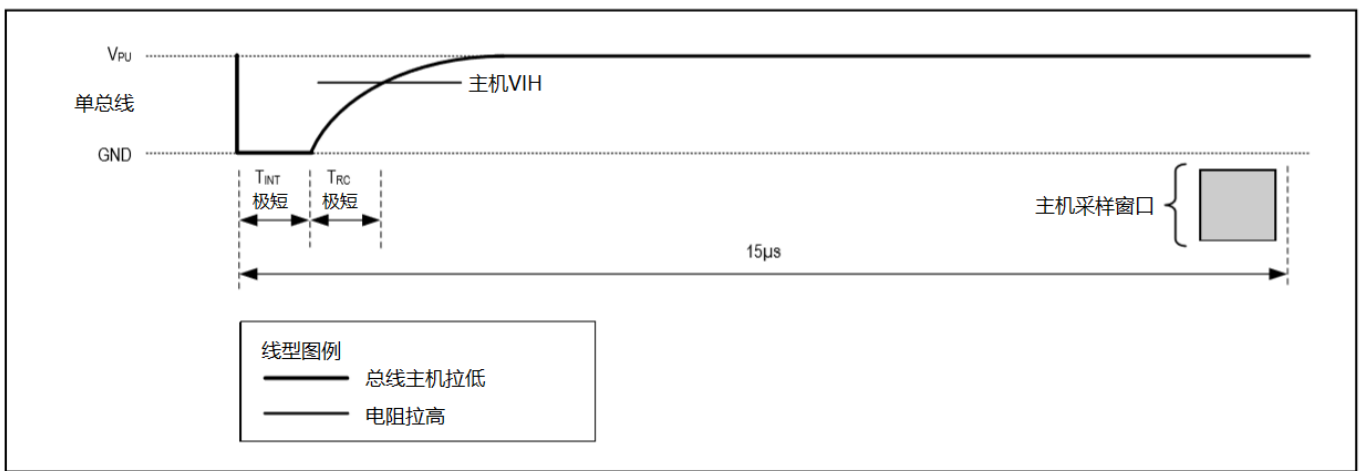 VPU
主机VIH
单总线
GND
TINT
极短
TRC
极短
主机采样窗口
15μs
线型图例
总线主机拉低
电阻拉高